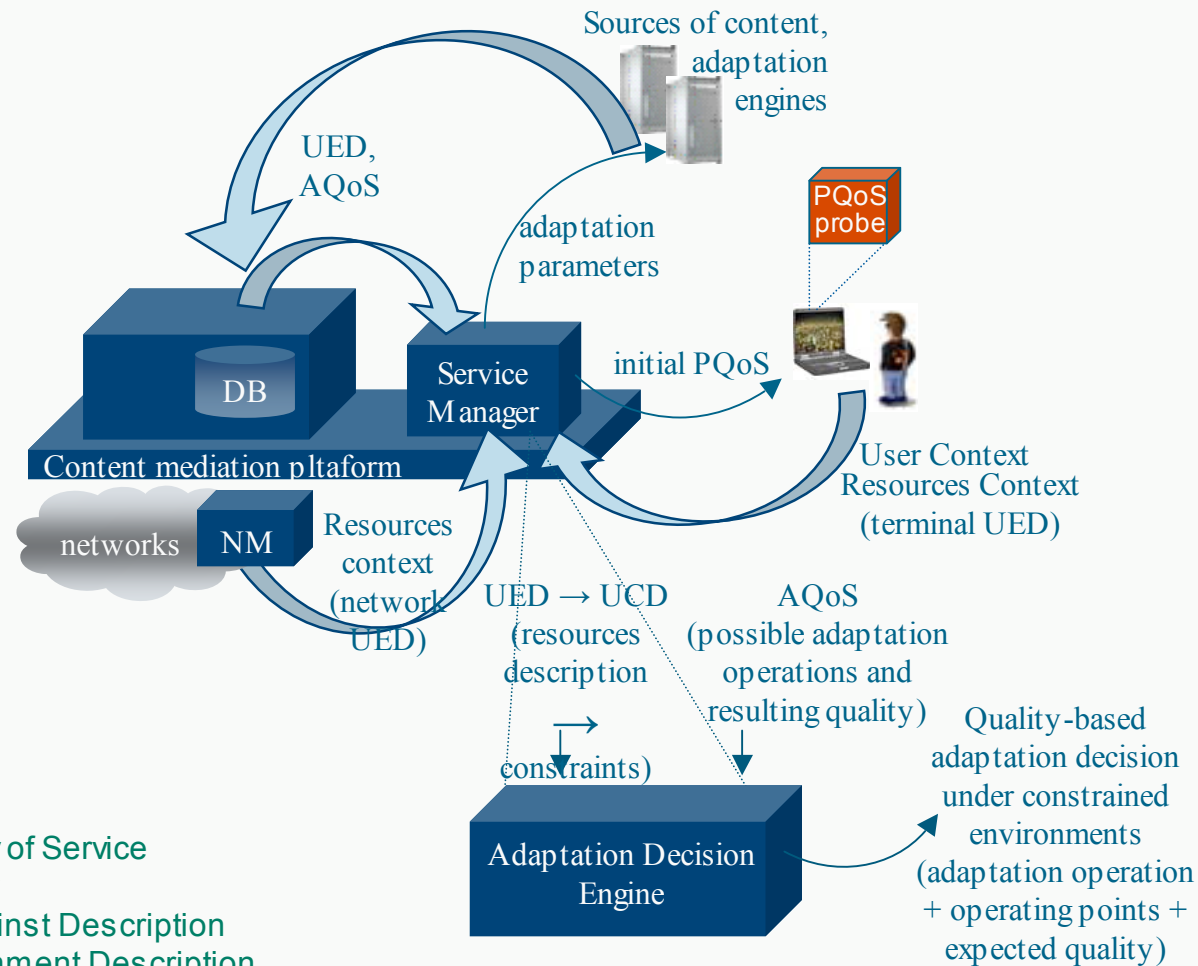 Sources of content,
adaptation
engines
UED,
AQoS
PQoS
probe
adaptation
parameters
initial PQoS
DB
Service
Manager
Content mediation pltaform
User Context
Resources Context
(terminal UED)
networks
NM
Resources
context
(network
UED)
UED → UCD
(resources
description
→
constraints)
AQoS
(possible adaptation
operations and
resulting quality)
Quality-based
adaptation decision
under constrained
environments
(adaptation operation
+ operating points +
expected quality)
Adaptation Decision
Engine
of Service
Description
Description